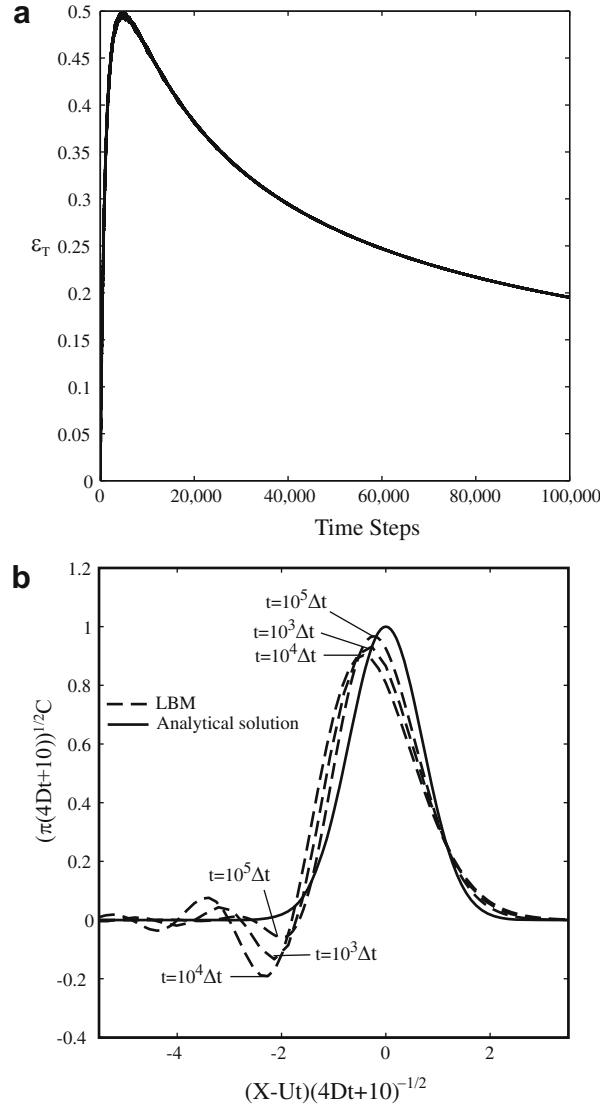 a
0.5
0.45
0.4
0.35
0.3
εT 0.25
0.2
0.15
0.1
0.05
0
0 20,000 40,000 60,000 80,000 100,000
Time Steps
b
1.2
1
0.8
0.6
0.4
0.2
0
-0.2
-0.4
(π(4Dt+10))^1/2C
t=10^5Δt
t=10^3Δt
t=10^4Δt
LBM
Analytical solution
t=10^5Δt
t=10^3Δt
t=10^4Δt
-4 -2 0 2
(X-Ut)(4Dt+10)^−1/2